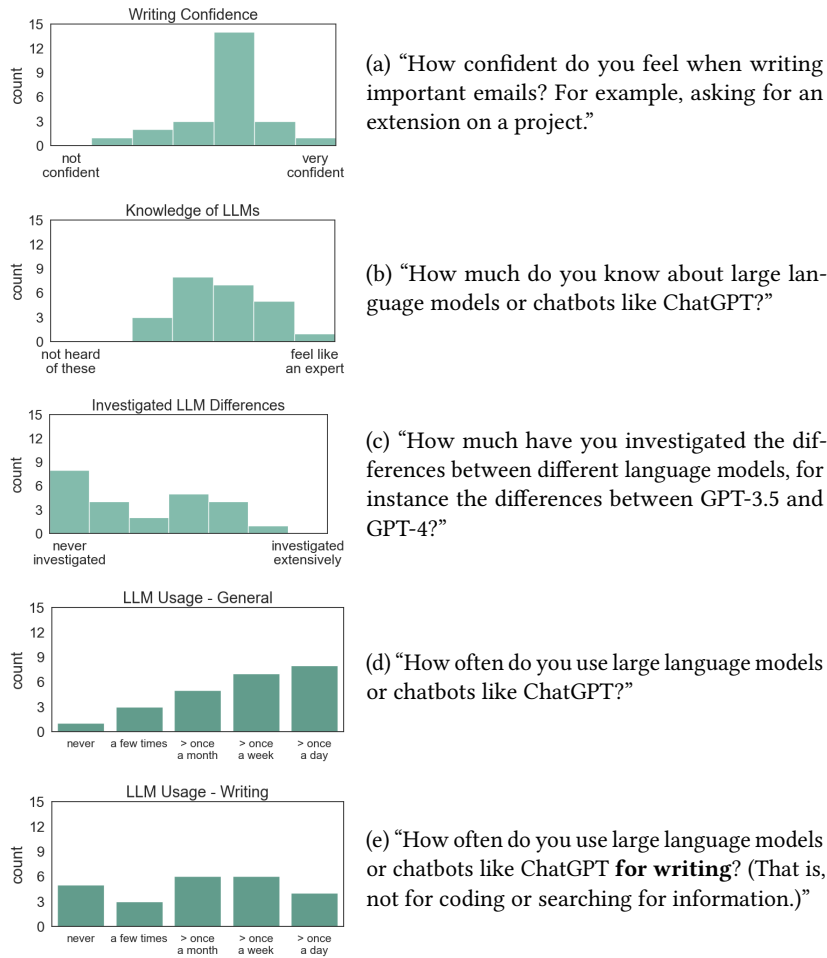 Writing Confidence
15
12
9
6
3
0
count
not
confident
very
confident
(a) “How confident do you feel when writing
important emails? For example, asking for an
extension on a project.”
Knowledge of LLMs
15
12
9
6
3
0
count
not heard
of these
feel like
an expert
(b) “How much do you know about large lan-
guage models or chatbots like ChatGPT?”
Investigated LLM Differences
15
12
9
6
3
0
count
never
investigated
investigated
extensively
(c) “How much have you investigated the dif-
ferences between different language models, for
instance the differences between GPT-3.5 and
GPT-4?”
LLM Usage - General
15
12
9
6
3
0
count
never
a few times
> once
a month
> once
a week
> once
a day
(d) “How often do you use large language models
or chatbots like ChatGPT?”
LLM Usage - Writing
15
12
9
6
3
0
count
never
a few times
> once
a month
> once
a week
> once
a day
(e) “How often do you use large language models
or chatbots like ChatGPT for writing? (That is,
not for coding or searching for information.)”